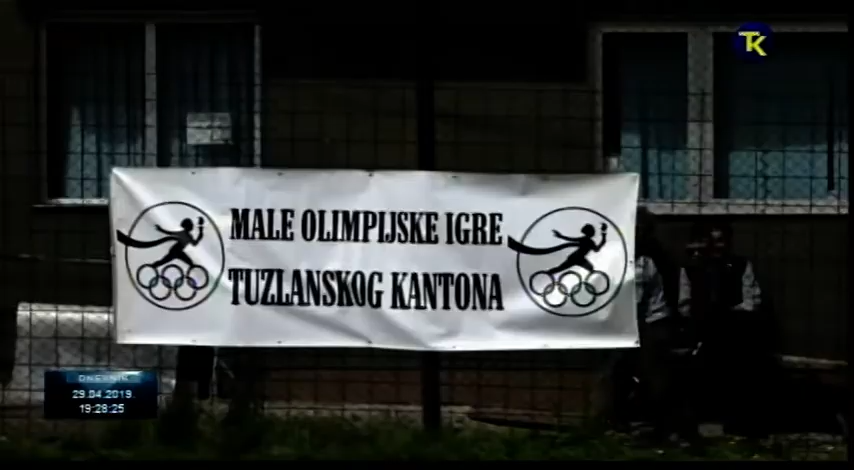 TK
MALE OLIMPIJSKE IGRE
TUZLANSKOG KANTONA
DNEVNIK
29.04.2019.
19:28:25